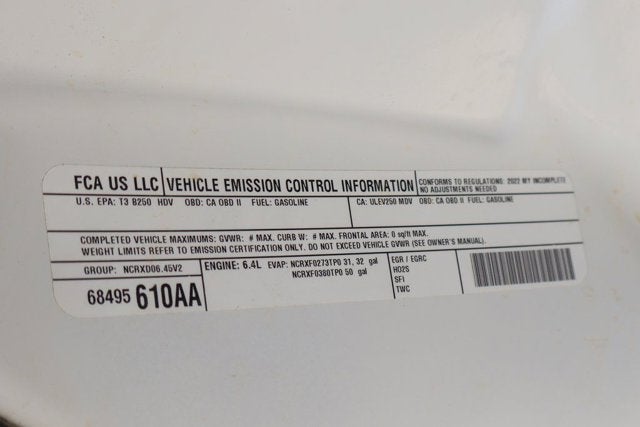 FCA US LLC VEHICLE EMISSION CONTROL INFORMATION CONFORMS TO REGULATIONS: 2022 MY INCOMPLETE
NO ADJUSTMENTS NEEDED
U.S. EPA: T3 B250 HDV OBD: CA OBD II FUEL: GASOLINE CA: ULEV250 MDV OBD: CA OBD II FUEL: GASOLINE
COMPLETED VEHICLE MAXIMUMS: GVWR: # MAX. CURB W: # MAX. FRONTAL AREA: 0 sq/ft MAX.
WEIGHT LIMITS REFER TO EMISSION CERTIFICATION ONLY. DO NOT EXCEED VEHICLE GVWR (SEE OWNER'S MANUAL).
GROUP: NCRXD06.45V2 ENGINE: 6.4L EVAP: NCRXF0273TP0 31, 32 gal EGR / EGRC
NCRXF0380TP0 50 gal HO2S
68495 610AA SFI
TWC